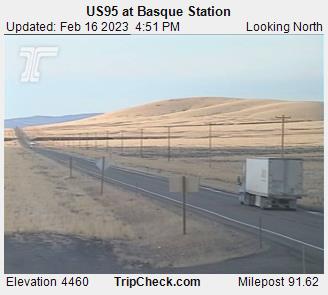 US95 at Basque Station
Updated: Feb 16 2023 4:51 PM Looking North
Elevation 4460 TripCheck.com Milepost 91.62